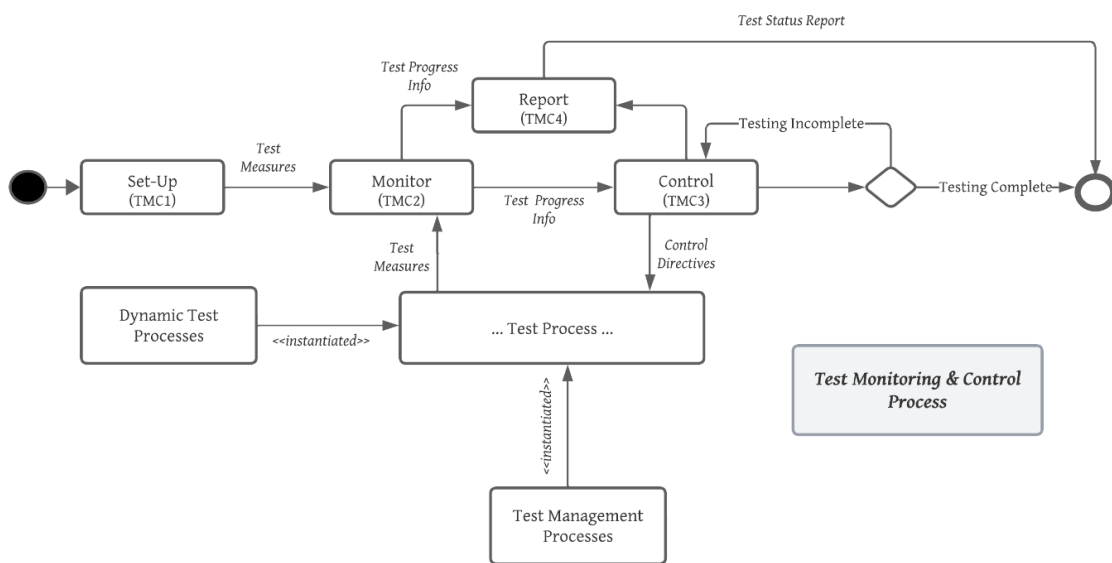 Test Status Report
Test Progress
Info
Report
(TMC4)
Testing Incomplete
Test
Measures
Set-Up
(TMC1)
Monitor
(TMC2)
Test  Progress
Info
Control
(TMC3)
Testing Complete
Test
Measures
Control
Directives
Dynamic Test
Processes
<<instantiated>>
... Test Process ...
Test Monitoring & Control
Process
<<instantiated>>
Test Management
Processes